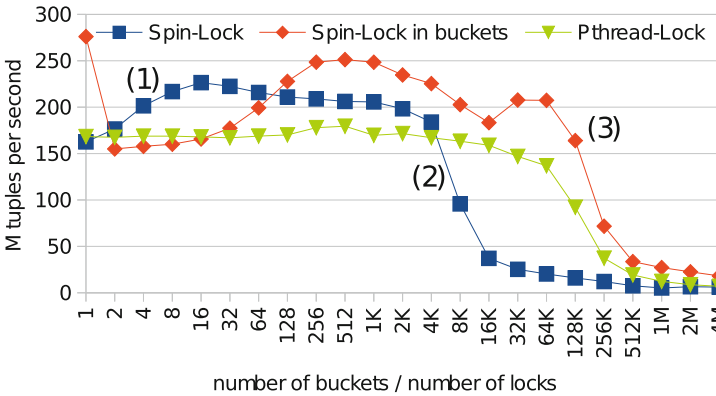 300
250
200
150
100
50
0
M tuples per second
Spin-Lock
Spin-Lock in buckets
Pthread-Lock
(1)
(2)
(3)
1 2 4 8 16 32 64 128 256 512 1K 2K 4K 8K 16K 32K 64K 128K 256K 512K 1M 2M 4M
number of buckets / number of locks